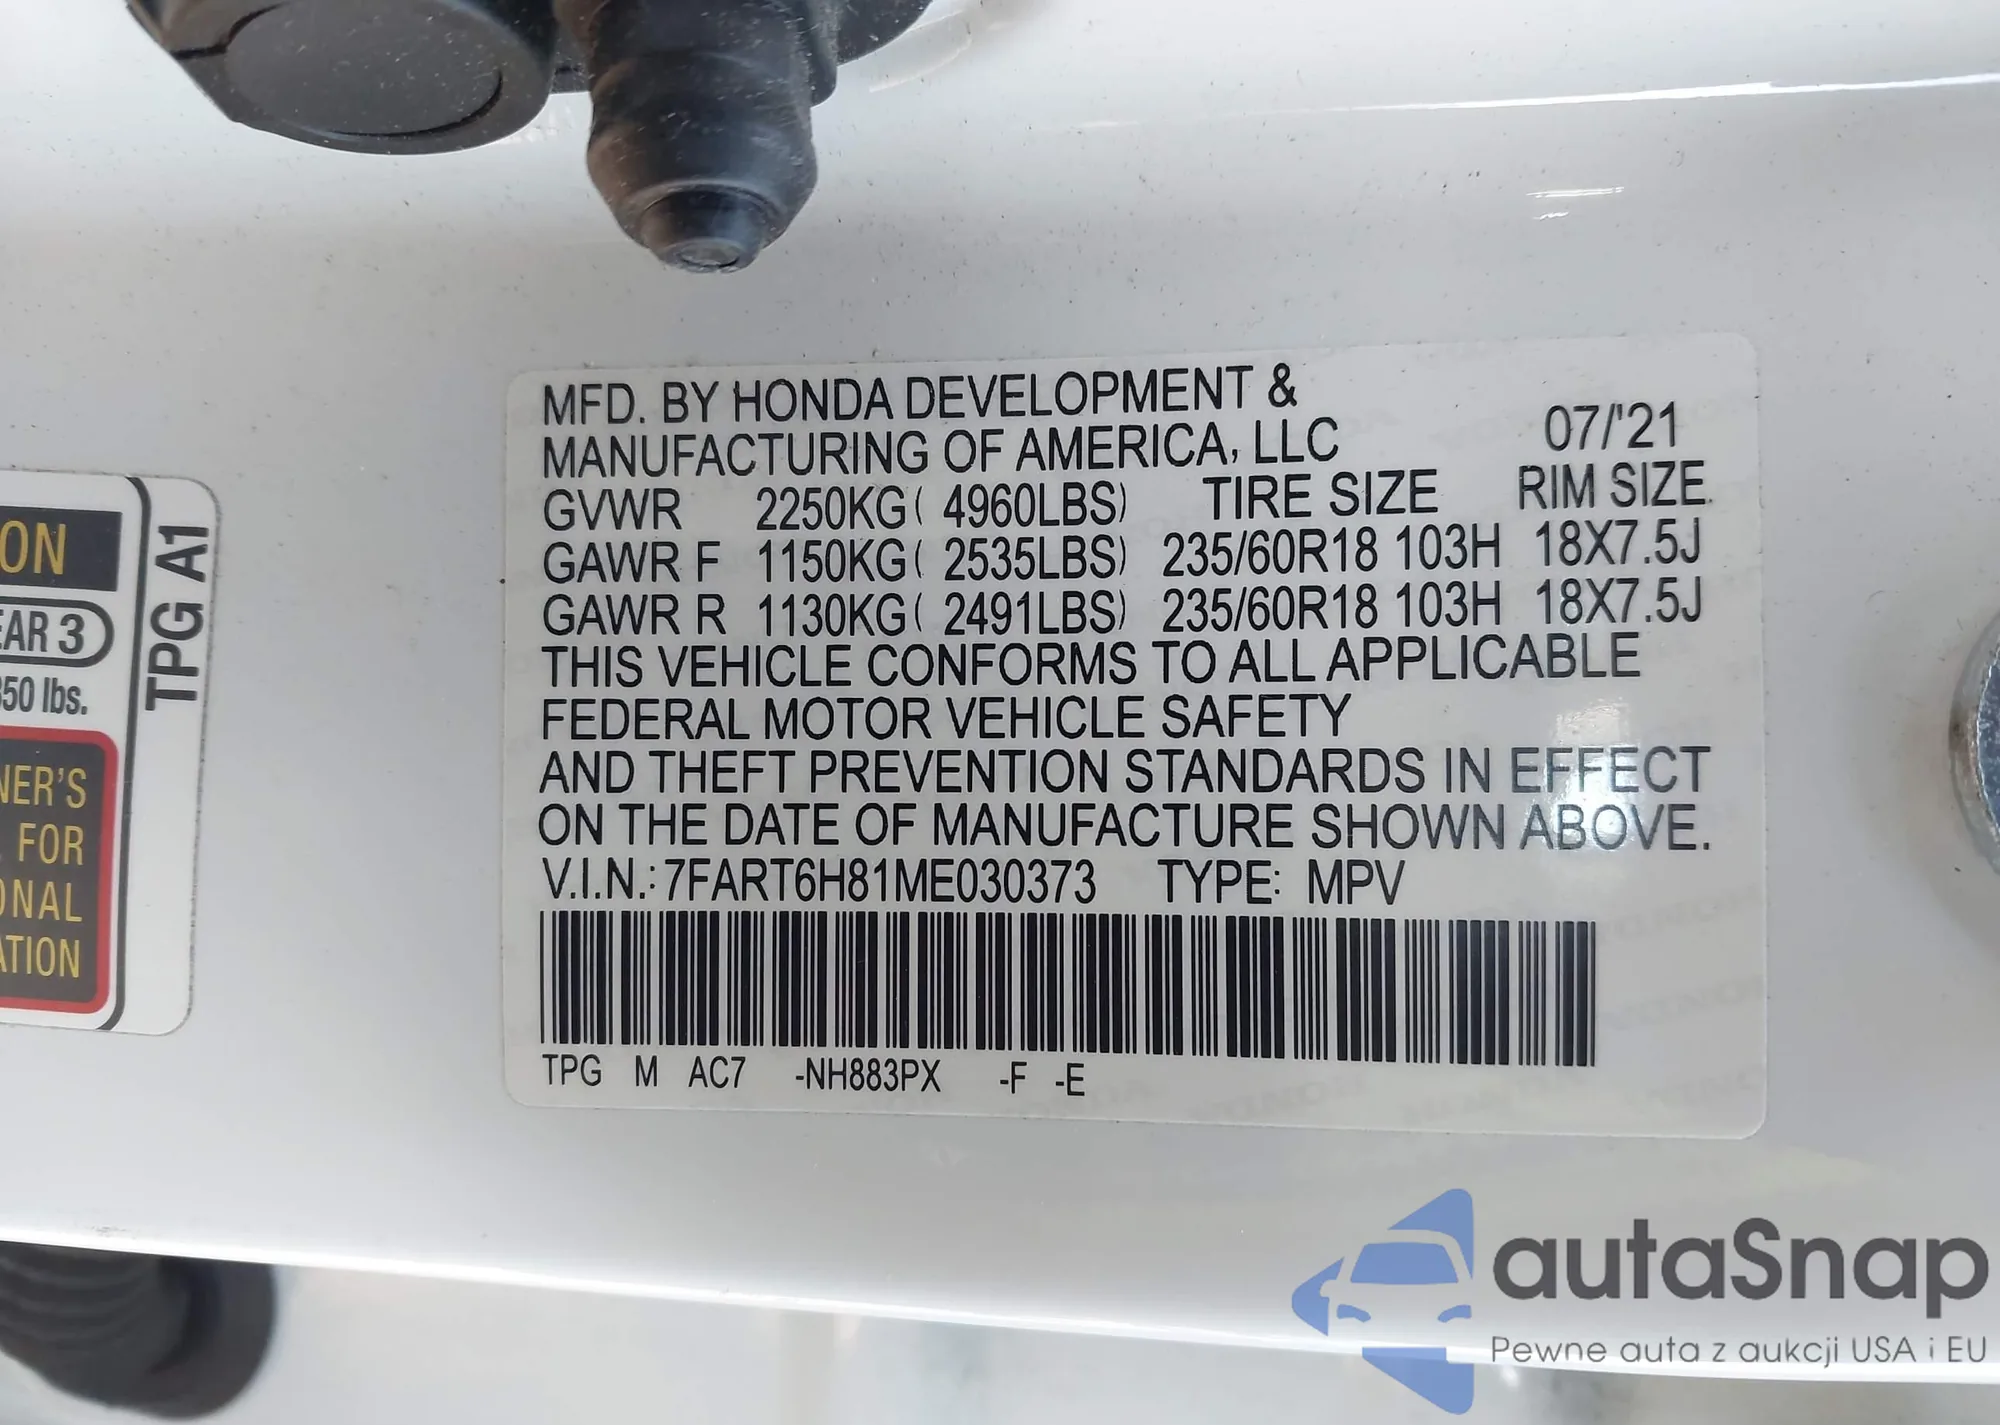 MFD. BY HONDA DEVELOPMENT &
MANUFACTURING OF AMERICA, LLC 07/'21
GVWR 2250KG( 4960LBS) TIRE SIZE RIM SIZE
GAWR F 1150KG( 2535LBS) 235/60R18 103H 18X7.5J
GAWR R 1130KG( 2491LBS) 235/60R18 103H 18X7.5J
THIS VEHICLE CONFORMS TO ALL APPLICABLE
FEDERAL MOTOR VEHICLE SAFETY
AND THEFT PREVENTION STANDARDS IN EFFECT
ON THE DATE OF MANUFACTURE SHOWN ABOVE.
V.I.N.: 7FART6H81ME030373 TYPE: MPV
TPG M AC7 -NH883PX -F -E
ON
EAR 3
350 lbs.
NER'S
FOR
ONAL
ATION
TPG A1
autaSnap
Pewne auta z aukcji USA i EU